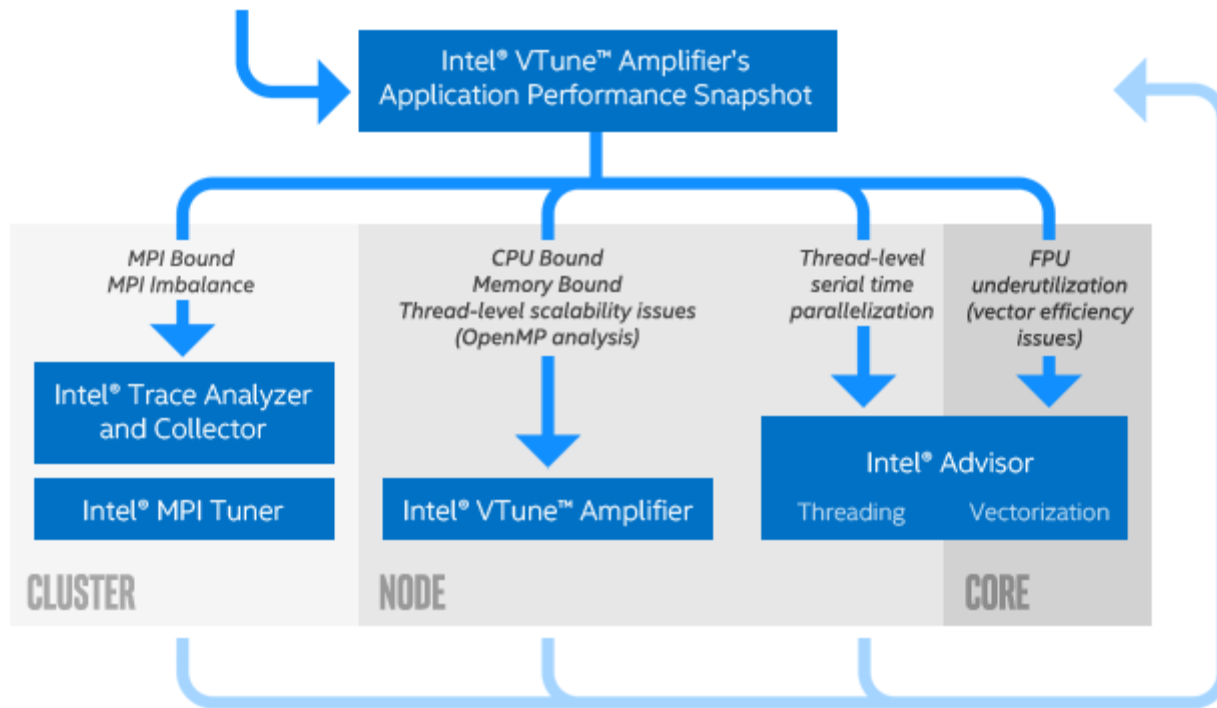 Intel® VTune™ Amplifier's
Application Performance Snapshot
MPI Bound
MPI Imbalance
CPU Bound
Memory Bound
Thread-level scalability issues
(OpenMP analysis)
Thread-level
serial time
parallelization
FPU
underutilization
(vector efficiency
issues)
Intel® Trace Analyzer
and Collector
Intel® MPI Tuner
Intel® VTune™ Amplifier
Intel® Advisor
Threading
Vectorization
CLUSTER
NODE
CORE